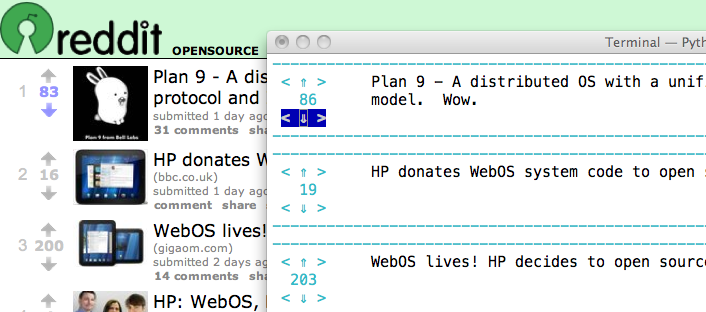 reddit OPENSOURCE
1
83
Plan 9 from Bell Labs
Plan 9 - A dis
protocol and
submitted 1 day ago
31 comments sha
2
16
HP donates W
(bbc.co.uk)
submitted 1 day ago
comment share
3
200
WebOS lives!
(gigaom.com)
submitted 2 days ago
14 comments sha
HP: WebOS,
Terminal — Pyth
< ⇑ > Plan 9 - A distributed OS with a unifi
86 model. Wow.
< ⇓ >
< ⇑ > HP donates WebOS system code to open s
19
< ⇓ >
< ⇑ > WebOS lives! HP decides to open source
203
< ⇓ >